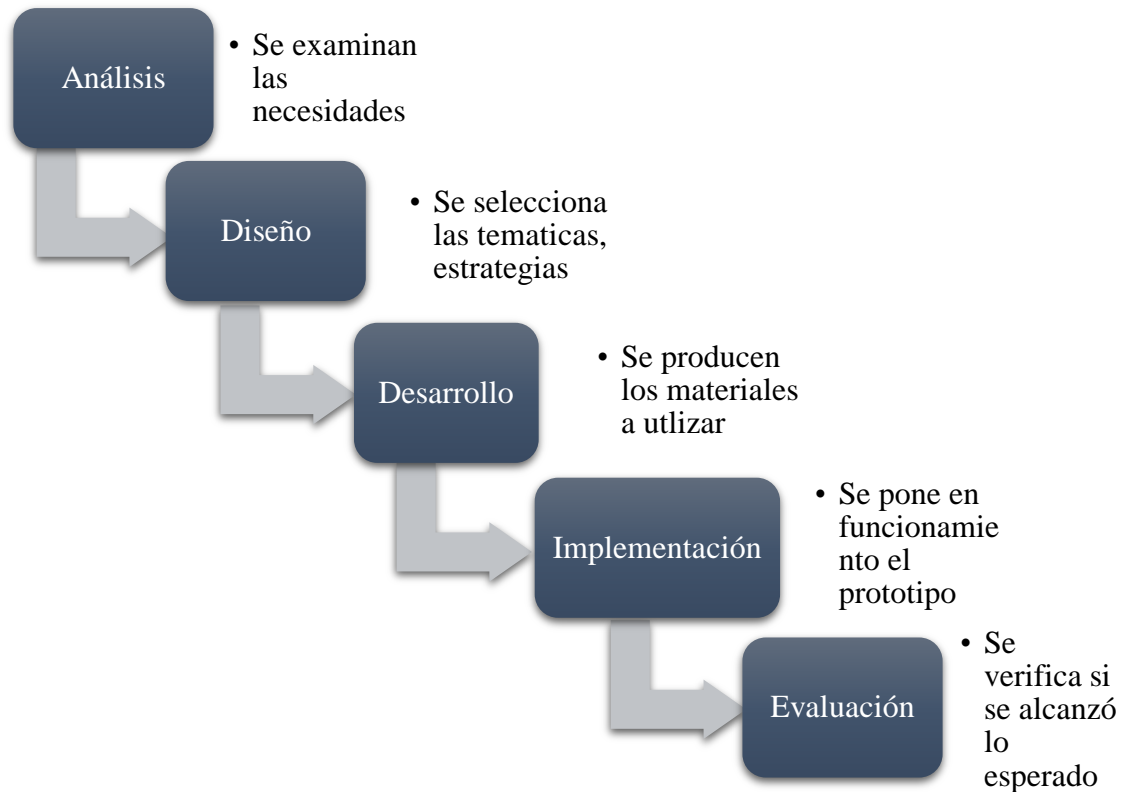 Análisis
• Se examinan
las
necesidades
Diseño
• Se selecciona
las tematicas,
estrategias
Desarrollo
• Se producen
los materiales
a utlizar
Implementación
• Se pone en
funcionamie
nto el
prototipo
Evaluación
• Se
verifica si
se alcanzó
lo
esperado